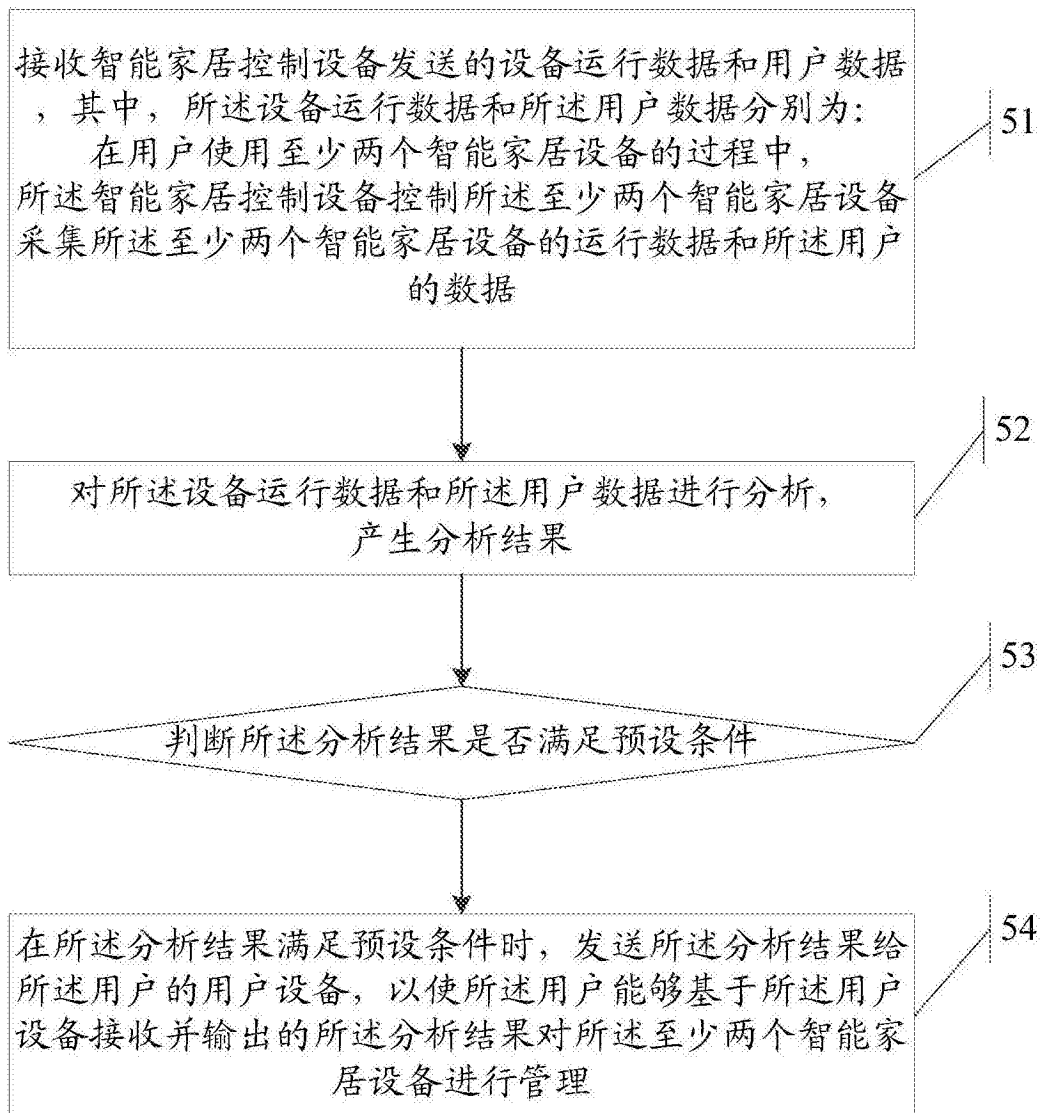 接收智能家居控制设备发送的设备运行数据和用户数据
,其中,所述设备运行数据和所述用户数据分别为:
在用户使用至少两个智能家居设备的过程中,
所述智能家居控制设备控制所述至少两个智能家居设备
采集所述至少两个智能家居设备的运行数据和所述用户
的数据
51
52
对所述设备运行数据和所述用户数据进行分析,
产生分析结果
53
判断所述分析结果是否满足预设条件
54
在所述分析结果满足预设条件时,发送所述分析结果给
所述用户的用户设备,以使所述用户能够基于所述用户
设备接收并输出的所述分析结果对所述至少两个智能家
居设备进行管理